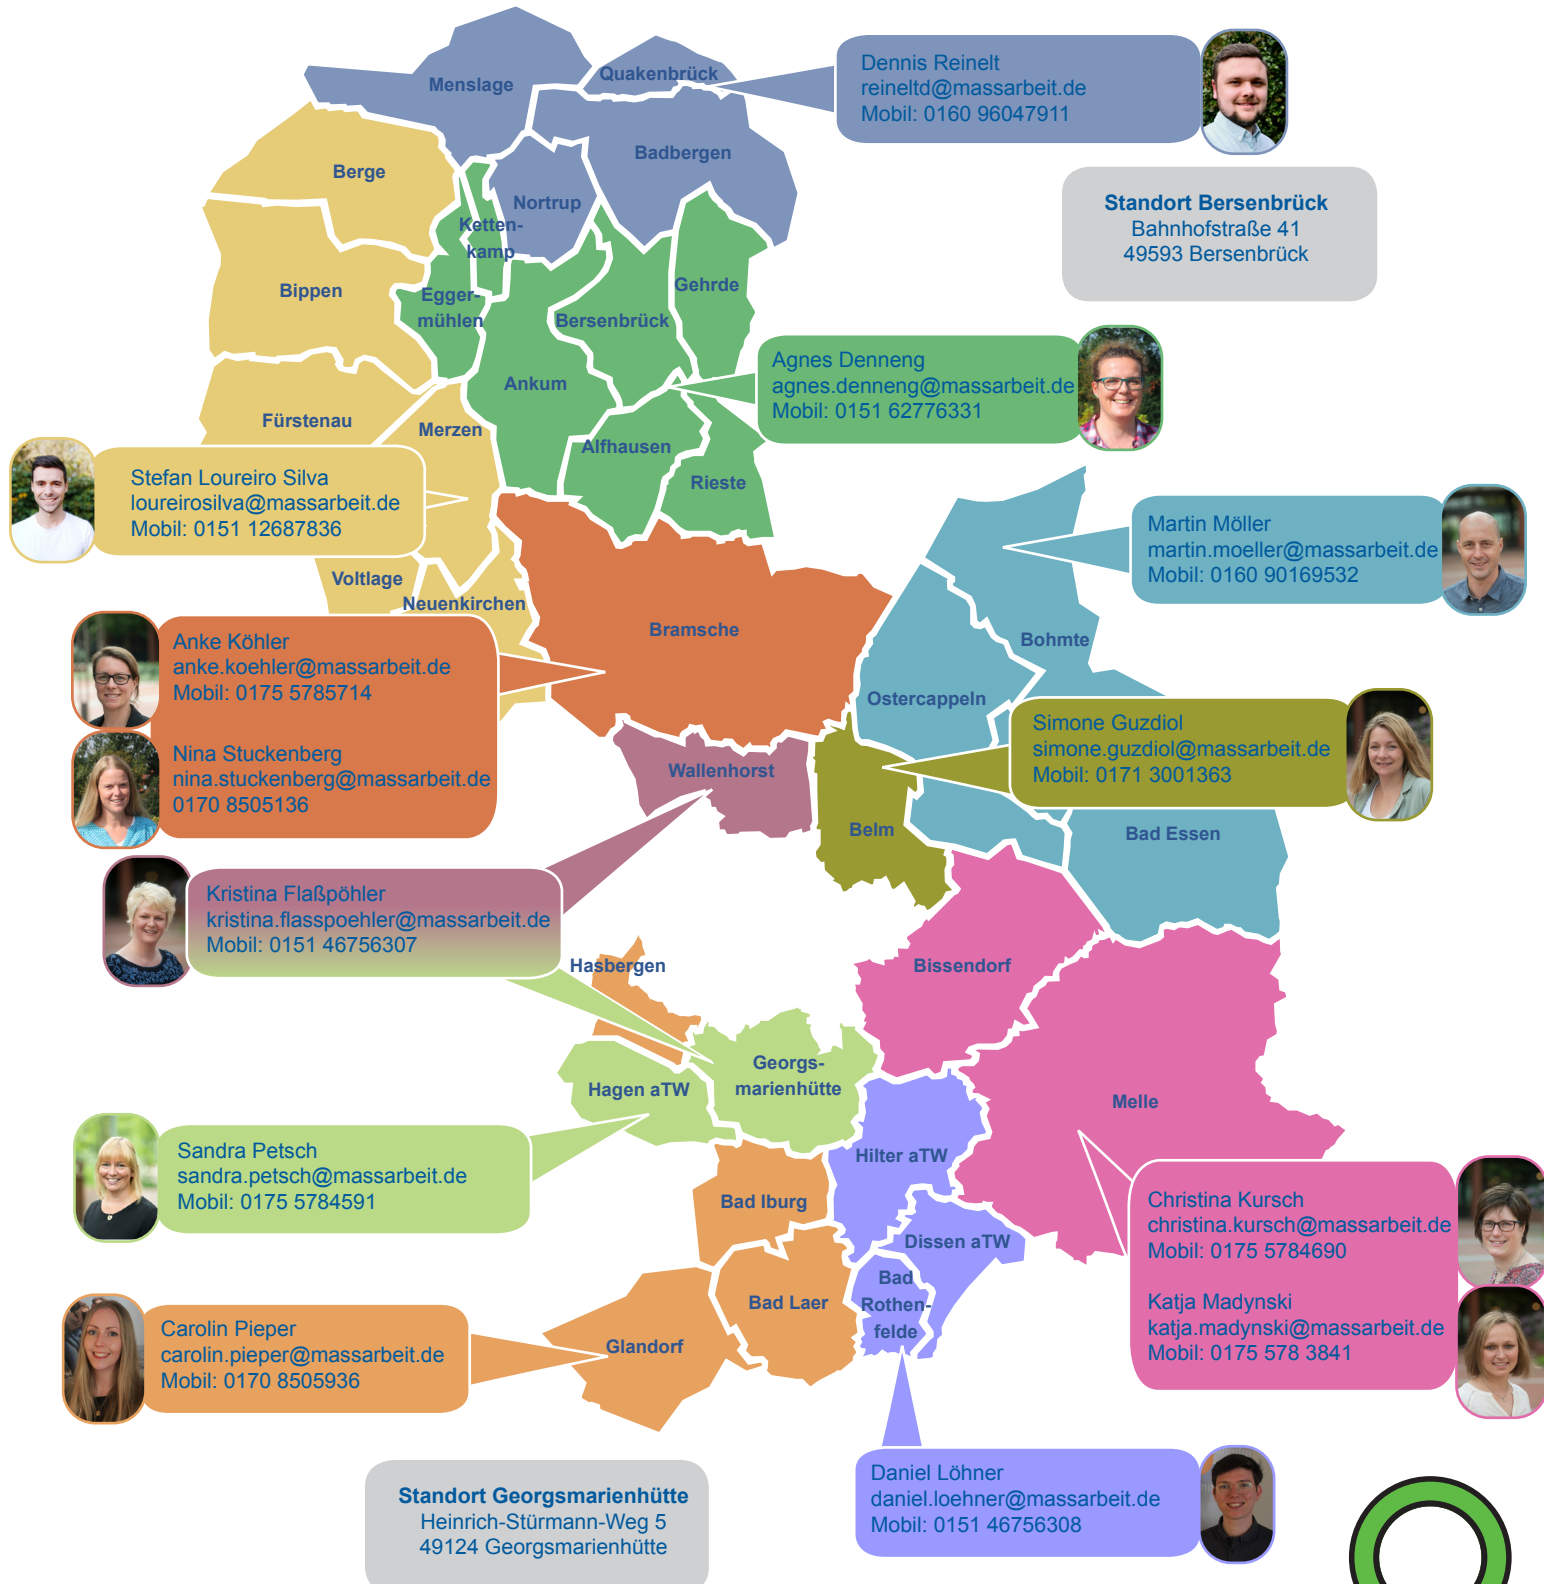 Menslage
Quakenbrück
Dennis Reinelt
reineltd@massarbeit.de
Mobil: 0160 96047911
Badbergen
Berge
Nortrup
Standort Bersenbrück
Bahnhofstraße 41
49593 Bersenbrück
Ketten-
kamp
Bippen
Egger-
mühlen
Gehrde
Bersenbrück
Agnes Denneng
agnes.denneng@massarbeit.de
Mobil: 0151 62776331
Ankum
Fürstenau
Merzen
Alfhausen
Rieste
Stefan Loureiro Silva
loureirosilva@massarbeit.de
Mobil: 0151 12687836
Martin Möller
martin.moeller@massarbeit.de
Mobil: 0160 90169532
Voltlage
Neuenkirchen
Bramsche
Bohmte
Anke Köhler
anke.koehler@massarbeit.de
Mobil: 0175 5785714
Nina Stuckenberg
nina.stuckenberg@massarbeit.de
0170 8505136
Ostercappeln
Simone Guzdiol
simone.guzdiol@massarbeit.de
Mobil: 0171 3001363
Wallenhorst
Belm
Bad Essen
Kristina Flaßpöhler
kristina.flasspoehler@massarbeit.de
Mobil: 0151 46756307
Hasbergen
Bissendorf
Georgs-
marienhütte
Hagen aTW
Melle
Sandra Petsch
sandra.petsch@massarbeit.de
Mobil: 0175 5784591
Hilter aTW
Bad Iburg
Dissen aTW
Christina Kursch
christina.kursch@massarbeit.de
Mobil: 0175 5784690
Katja Madynski
katja.madynski@massarbeit.de
Mobil: 0175 578 3841
Bad
Rothen-
felde
Bad Laer
Glandorf
Carolin Pieper
carolin.pieper@massarbeit.de
Mobil: 0170 8505936
Daniel Löhner
daniel.loehner@massarbeit.de
Mobil: 0151 46756308
Standort Georgsmarienhütte
Heinrich-Stürmann-Weg 5
49124 Georgsmarienhütte